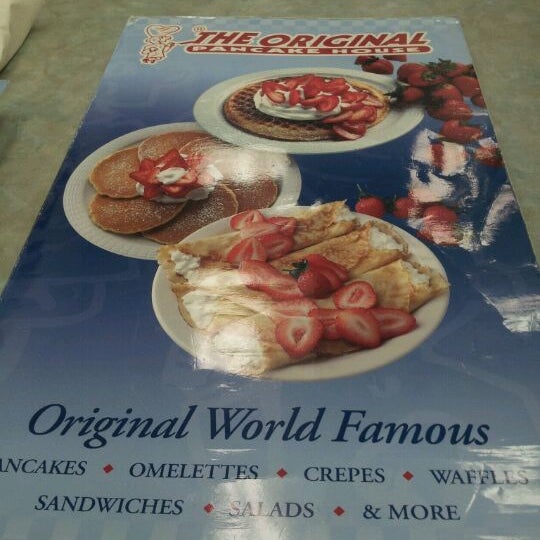 ® THE ORIGINAL
PANCAKE HOUSE
Original World Famous
ANCAKES ♦ OMELETTES ♦ CREPES ♦ WAFFLES
SANDWICHES ♦ SALADS ♦ & MORE